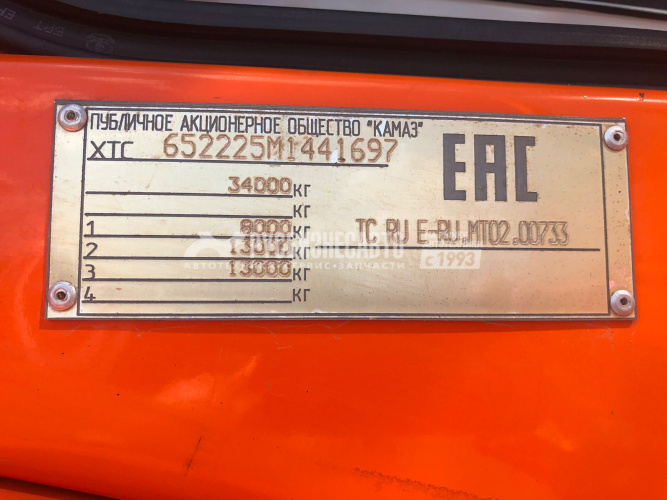 ПУБЛИЧНОЕ АКЦИОНЕРНОЕ ОБЩЕСТВО "КАМАЗ"
XTC 652225M1441697
EAC
34000 КГ
КГ
1 8000 КГ
TC RU E-RU.MT02.00733
2 13000 КГ
3 13000 КГ
4 КГ
с 1993